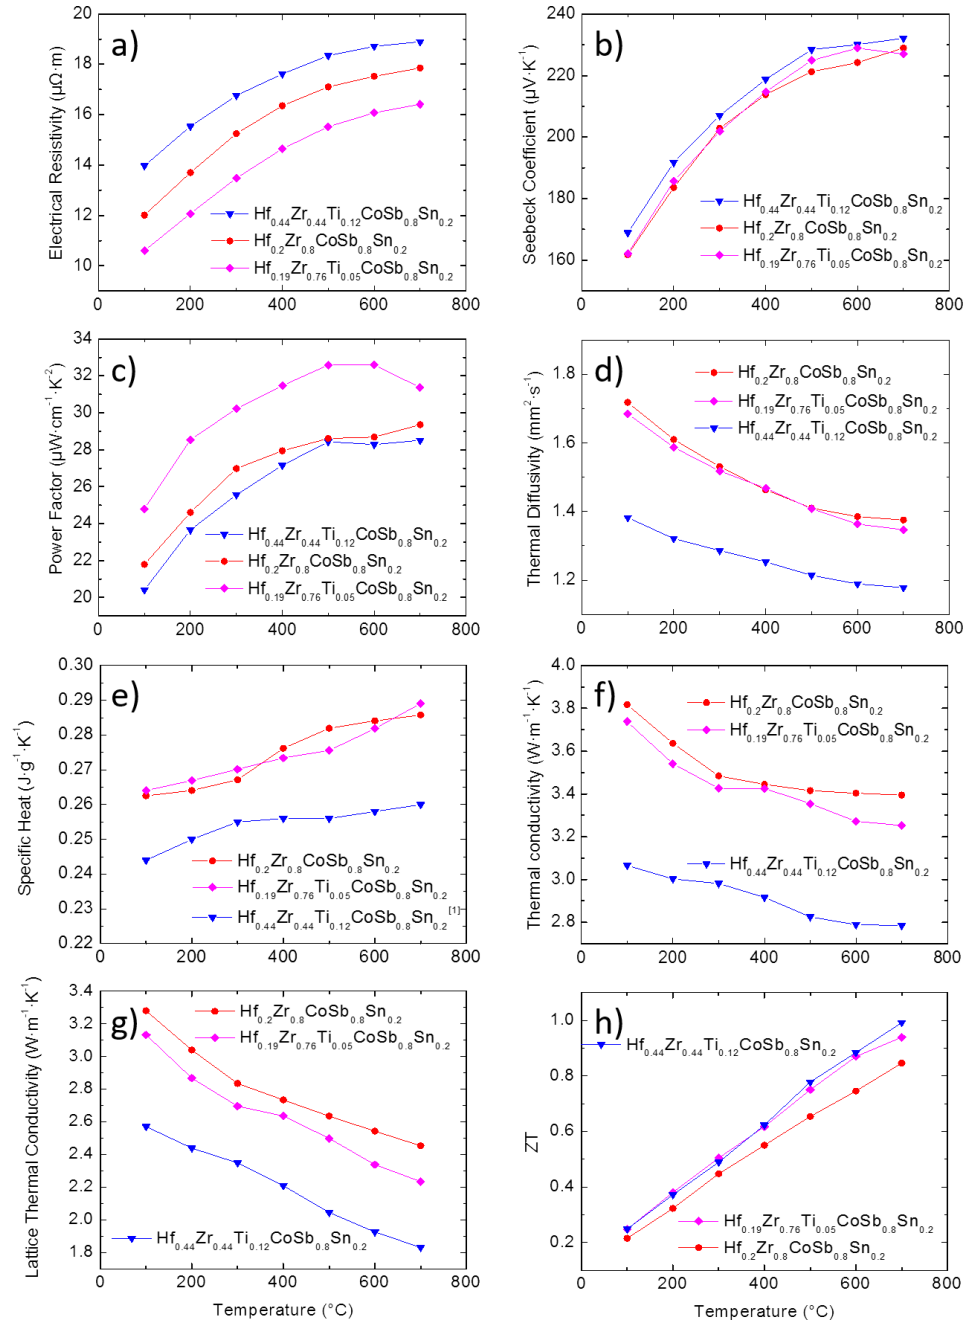 a)
Electrical Resistivity (μΩ·m)
20
18
16
14
12
10
0 200 400 600 800
Hf0.44Zr0.44Ti0.12CoSb0.8Sn0.2
Hf0.2Zr0.8CoSb0.8Sn0.2
Hf0.19Zr0.76Ti0.05CoSb0.8Sn0.2
b)
Seebeck Coefficient (μV·K⁻¹)
220
200
180
160
0 200 400 600 800
Hf0.44Zr0.44Ti0.12CoSb0.8Sn0.2
Hf0.2Zr0.8CoSb0.8Sn0.2
Hf0.19Zr0.76Ti0.05CoSb0.8Sn0.2
c)
Power Factor (μW·cm⁻¹·K⁻²)
34
32
30
28
26
24
22
20
0 200 400 600 800
Hf0.44Zr0.44Ti0.12CoSb0.8Sn0.2
Hf0.2Zr0.8CoSb0.8Sn0.2
Hf0.19Zr0.76Ti0.05CoSb0.8Sn0.2
d)
Thermal Diffusivity (mm²·s⁻¹)
1.8
1.6
1.4
1.2
0 200 400 600 800
Hf0.2Zr0.8CoSb0.8Sn0.2
Hf0.19Zr0.76Ti0.05CoSb0.8Sn0.2
Hf0.44Zr0.44Ti0.12CoSb0.8Sn0.2
e)
Specific Heat (J·g⁻¹·K⁻¹)
0.30
0.29
0.28
0.27
0.26
0.25
0.24
0.23
0.22
0 200 400 600 800
Hf0.2Zr0.8CoSb0.8Sn0.2
Hf0.19Zr0.76Ti0.05CoSb0.8Sn0.2
Hf0.44Zr0.44Ti0.12CoSb0.8Sn0.2[1]
f)
Thermal conductivity (W·m⁻¹·K⁻¹)
4.0
3.8
3.6
3.4
3.2
3.0
2.8
0 200 400 600 800
Hf0.2Zr0.8CoSb0.8Sn0.2
Hf0.19Zr0.76Ti0.05CoSb0.8Sn0.2
Hf0.44Zr0.44Ti0.12CoSb0.8Sn0.2
g)
Lattice Thermal Conductivity (W·m⁻¹·K⁻¹)
3.4
3.2
3.0
2.8
2.6
2.4
2.2
2.0
1.8
0 200 400 600 800
Temperature (°C)
Hf0.2Zr0.8CoSb0.8Sn0.2
Hf0.19Zr0.76Ti0.05CoSb0.8Sn0.2
Hf0.44Zr0.44Ti0.12CoSb0.8Sn0.2
h)
ZT
1.0
0.8
0.6
0.4
0.2
0 200 400 600 800
Temperature (°C)
Hf0.44Zr0.44Ti0.12CoSb0.8Sn0.2
Hf0.19Zr0.76Ti0.05CoSb0.8Sn0.2
Hf0.2Zr0.8CoSb0.8Sn0.2